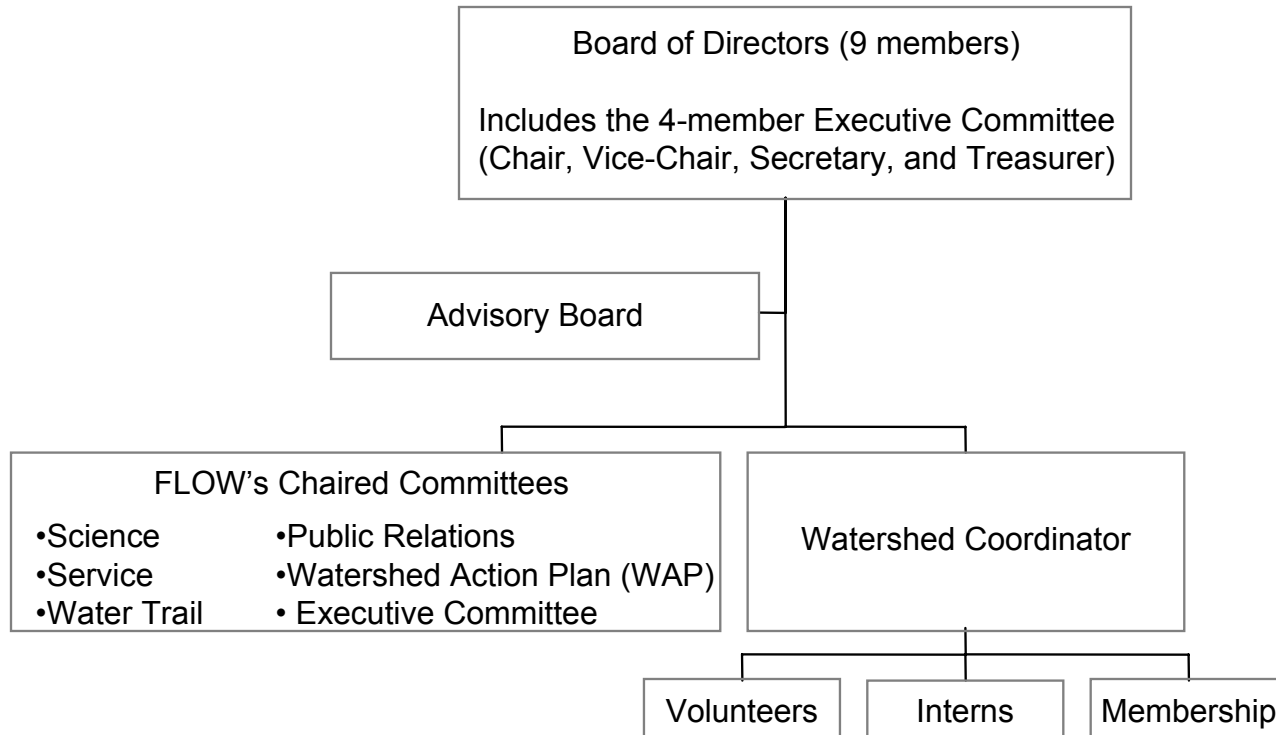 Board of Directors (9 members)
Includes the 4-member Executive Committee
(Chair, Vice-Chair, Secretary, and Treasurer)
Advisory Board
FLOW’s Chaired Committees
•Science
•Service
•Water Trail
•Public Relations
•Watershed Action Plan (WAP)
• Executive Committee
Watershed Coordinator
Volunteers
Interns
Membership